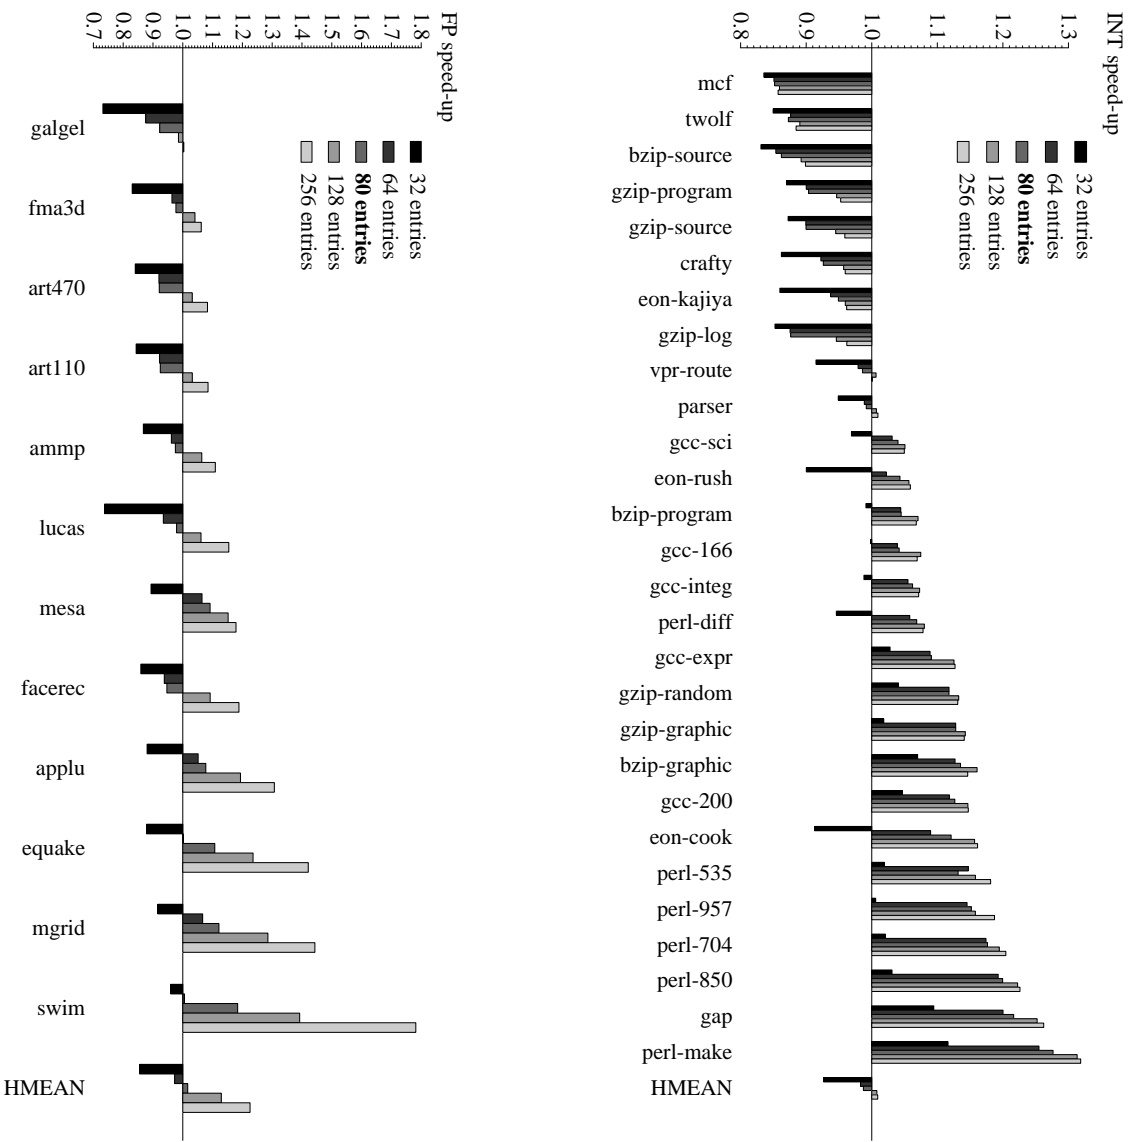 INT speed-up
1.3
1.2
1.1
1.0
0.9
0.8
32 entries
64 entries
80 entries
128 entries
256 entries
mcf
twolf
bzip-source
gzip-program
gzip-source
crafty
eon-kajiya
gzip-log
vpr-route
parser
gcc-sci
eon-rush
bzip-program
gcc-166
gcc-integ
perl-diff
gcc-expr
gzip-random
gzip-graphic
bzip-graphic
gcc-200
eon-cook
perl-535
perl-957
perl-704
perl-850
gap
perl-make
HMEAN
FP speed-up
1.8
1.7
1.6
1.5
1.4
1.3
1.2
1.1
1.0
0.9
0.8
0.7
32 entries
64 entries
80 entries
128 entries
256 entries
galgel
fma3d
art470
art110
ammp
lucas
mesa
facerec
applu
equake
mgrid
swim
HMEAN